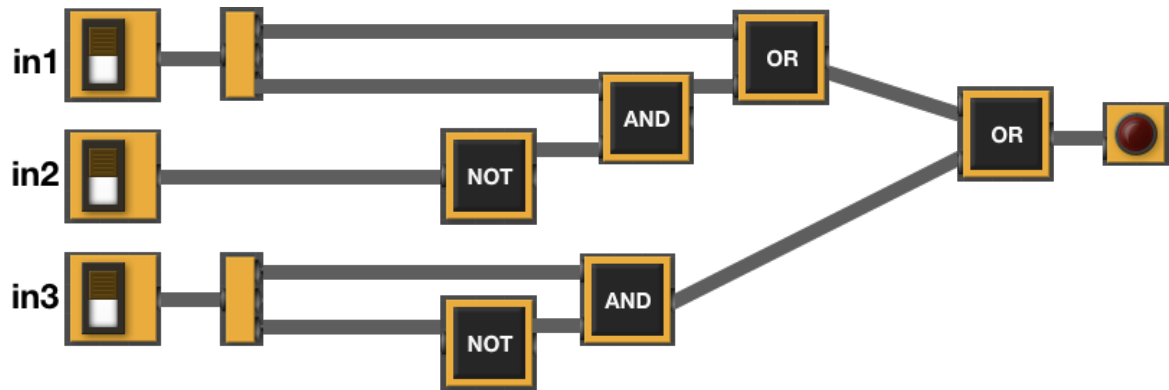 in1
OR
AND
OR
in2
NOT
in3
AND
NOT